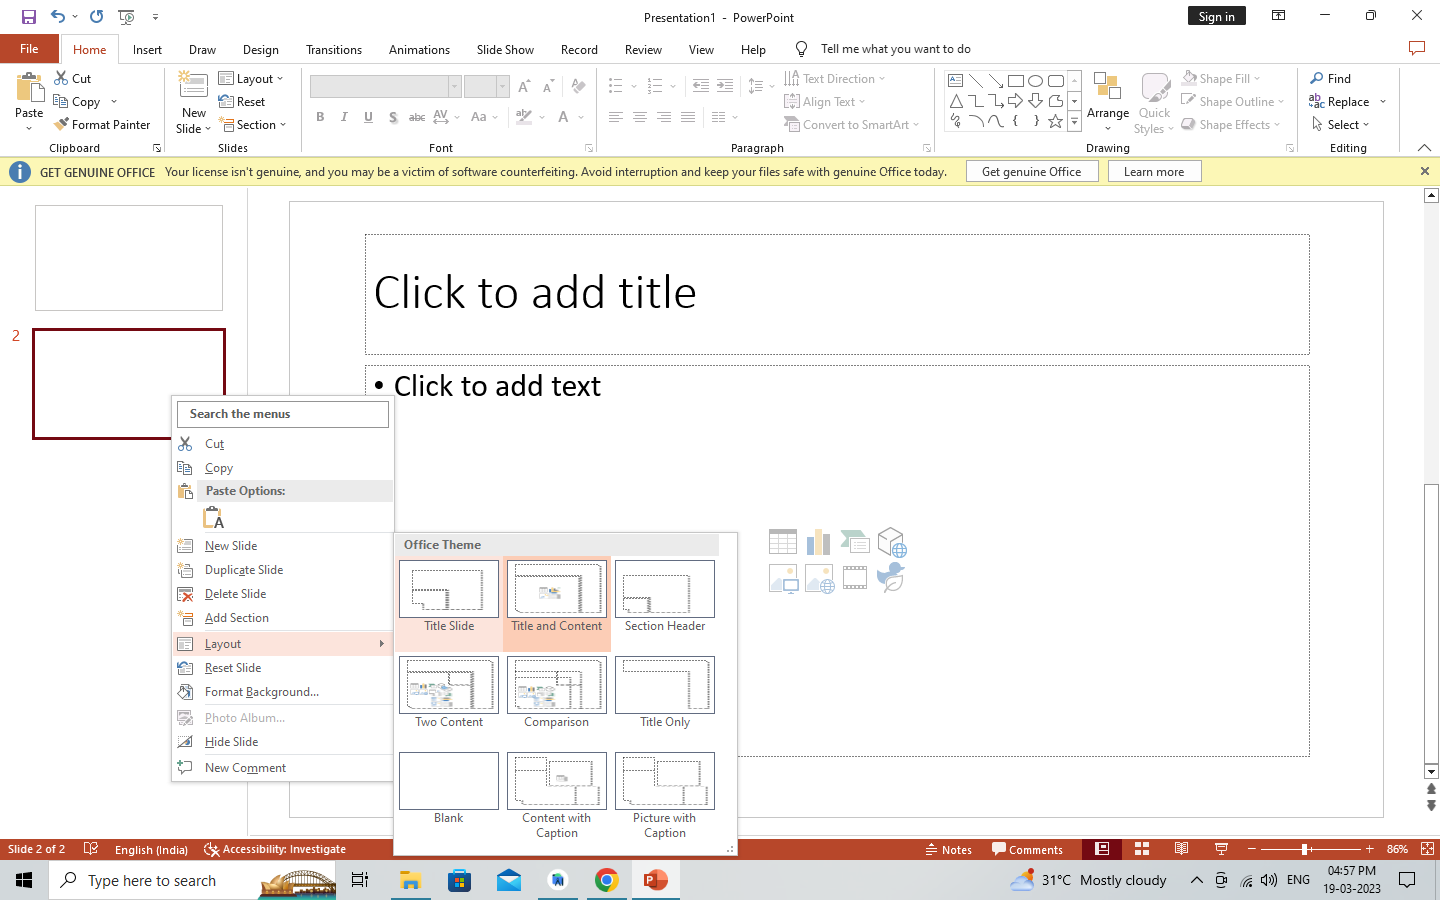 Presentation1 - PowerPoint
Sign in
File Home Insert Draw Design Transitions Animations Slide Show Record Review View Help Tell me what you want to do
Paste
Cut
Copy
Format Painter
Clipboard
New
Slide
Layout
Reset
Section
Slides
B I U S abc AV Aa A
Font
Text Direction
Align Text
Convert to SmartArt
Paragraph
Arrange
Quick
Styles
Shape Fill
Shape Outline
Shape Effects
Drawing
Find
Replace
Select
Editing
GET GENUINE OFFICE Your license isn't genuine, and you may be a victim of software counterfeiting. Avoid interruption and keep your files safe with genuine Office today. Get genuine Office Learn more
2
Click to add title
• Click to add text
Search the menus
Cut
Copy
Paste Options:
New Slide
Duplicate Slide
Delete Slide
Add Section
Layout
Reset Slide
Format Background...
Photo Album...
Hide Slide
New Comment
Office Theme
Title Slide
Title and Content
Section Header
Two Content
Comparison
Title Only
Blank
Content with
Caption
Picture with
Caption
Slide 2 of 2 English (India) Accessibility: Investigate Notes Comments 86%
Type here to search
31°C Mostly cloudy
ENG
04:57 PM
19-03-2023